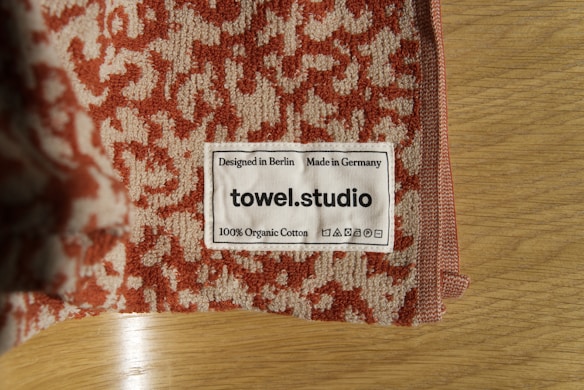 Designed in Berlin Made in Germany
towel.studio
100% Organic Cotton